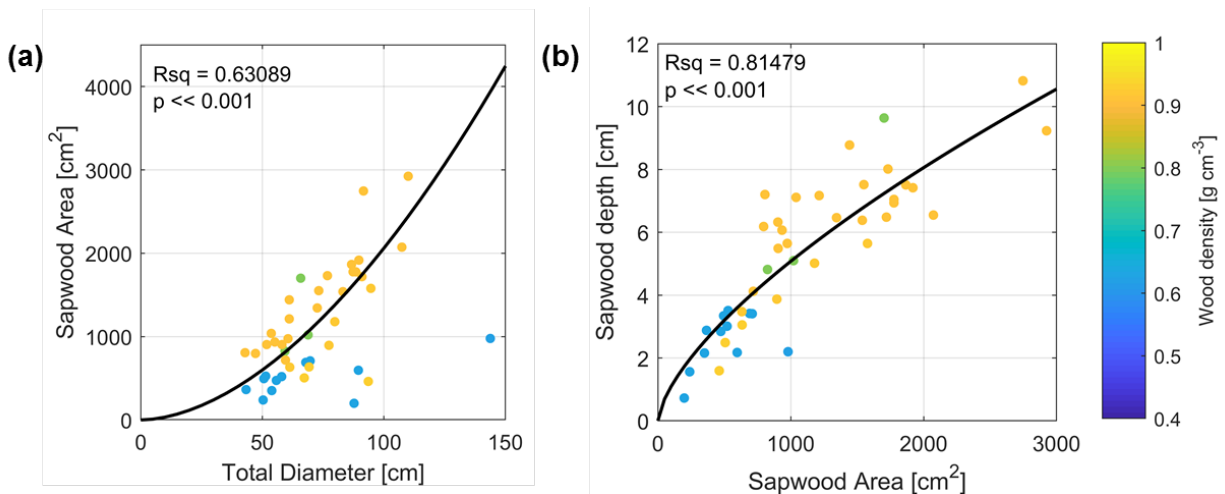 (a)
Rsq = 0.63089
p << 0.001
Sapwood Area [cm²]
4000
3000
2000
1000
0
0 50 100 150
Total Diameter [cm]
(b)
Rsq = 0.81479
p << 0.001
Sapwood depth [cm]
12
10
8
6
4
2
0
0 1000 2000 3000
Sapwood Area [cm²]
1
0.9
0.8
0.7
0.6
0.5
0.4
Wood density [g cm⁻³]